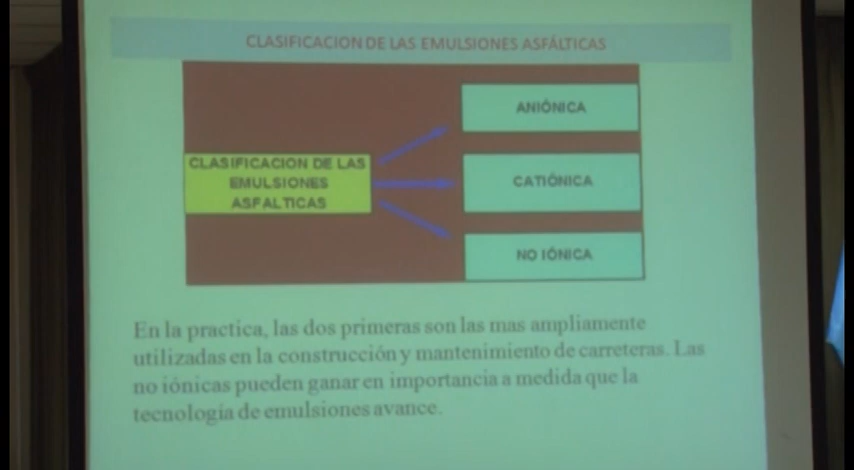 CLASIFICACION DE LAS EMULSIONES ASFÁLTICAS
CLASIFICACION DE LAS
EMULSIONES
ASFALTICAS
ANIÓNICA
CATIÓNICA
NO IÓNICA
En la practica, las dos primeras son las mas ampliamente
utilizadas en la construcción y mantenimiento de carreteras. Las
no iónicas pueden ganar en importancia a medida que la
tecnología de emulsiones avance.